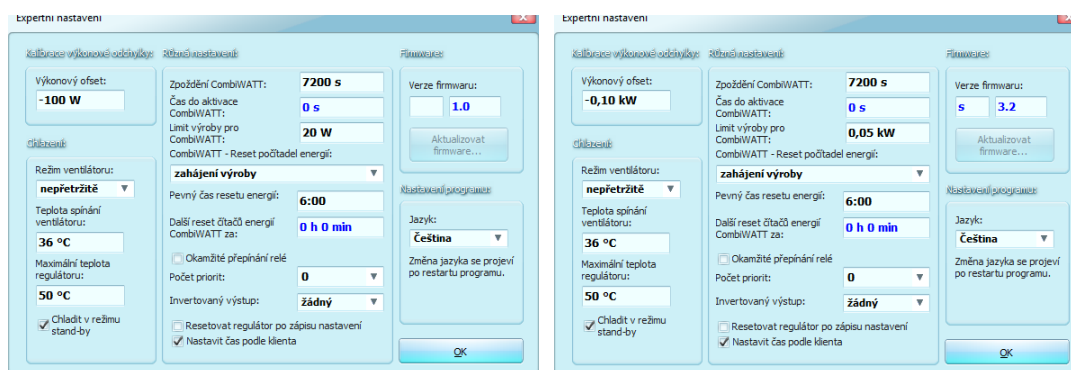 Expertní nastavení
Kalibrace výkonové odchylky:
Výkonový ofset:
-100 W
Chlazení:
Režim ventilátoru:
nepřetržitě
Teplota spínání
ventilátoru:
36 °C
Maximální teplota
regulátoru:
50 °C
Chladit v režimu
stand-by
Různá nastavení:
Zpoždění CombiWATT:
7200 s
Čas do aktivace
CombiWATT:
0 s
Limit výroby pro
CombiWATT:
20 W
CombiWATT - Reset počítadel energií:
zahájení výroby
Pevný čas resetu energií:
6:00
Další reset čítačů energií
CombiWATT za:
0 h 0 min
Okamžité přepínání relé
Počet priorit:
0
Invertovaný výstup:
žádný
Resetovat regulátor po zápisu nastavení
Nastavit čas podle klienta
Firmware:
Verze firmwaru:
1.0
Aktualizovat
firmware...
Nastavení programu:
Jazyk:
Čeština
Změna jazyka se projeví
po restartu programu.
OK
Expertní nastavení
Kalibrace výkonové odchylky:
Výkonový ofset:
-0,10 kW
Chlazení:
Režim ventilátoru:
nepřetržitě
Teplota spínání
ventilátoru:
36 °C
Maximální teplota
regulátoru:
50 °C
Chladit v režimu
stand-by
Různá nastavení:
Zpoždění CombiWATT:
7200 s
Čas do aktivace
CombiWATT:
0 s
Limit výroby pro
CombiWATT:
0,05 kW
CombiWATT - Reset počítadel energií:
zahájení výroby
Pevný čas resetu energií:
6:00
Další reset čítačů energií
CombiWATT za:
0 h 0 min
Okamžité přepínání relé
Počet priorit:
0
Invertovaný výstup:
žádný
Resetovat regulátor po zápisu nastavení
Nastavit čas podle klienta
Firmware:
Verze firmwaru:
s 3.2
Aktualizovat
firmware...
Nastavení programu:
Jazyk:
Čeština
Změna jazyka se projeví
po restartu programu.
OK